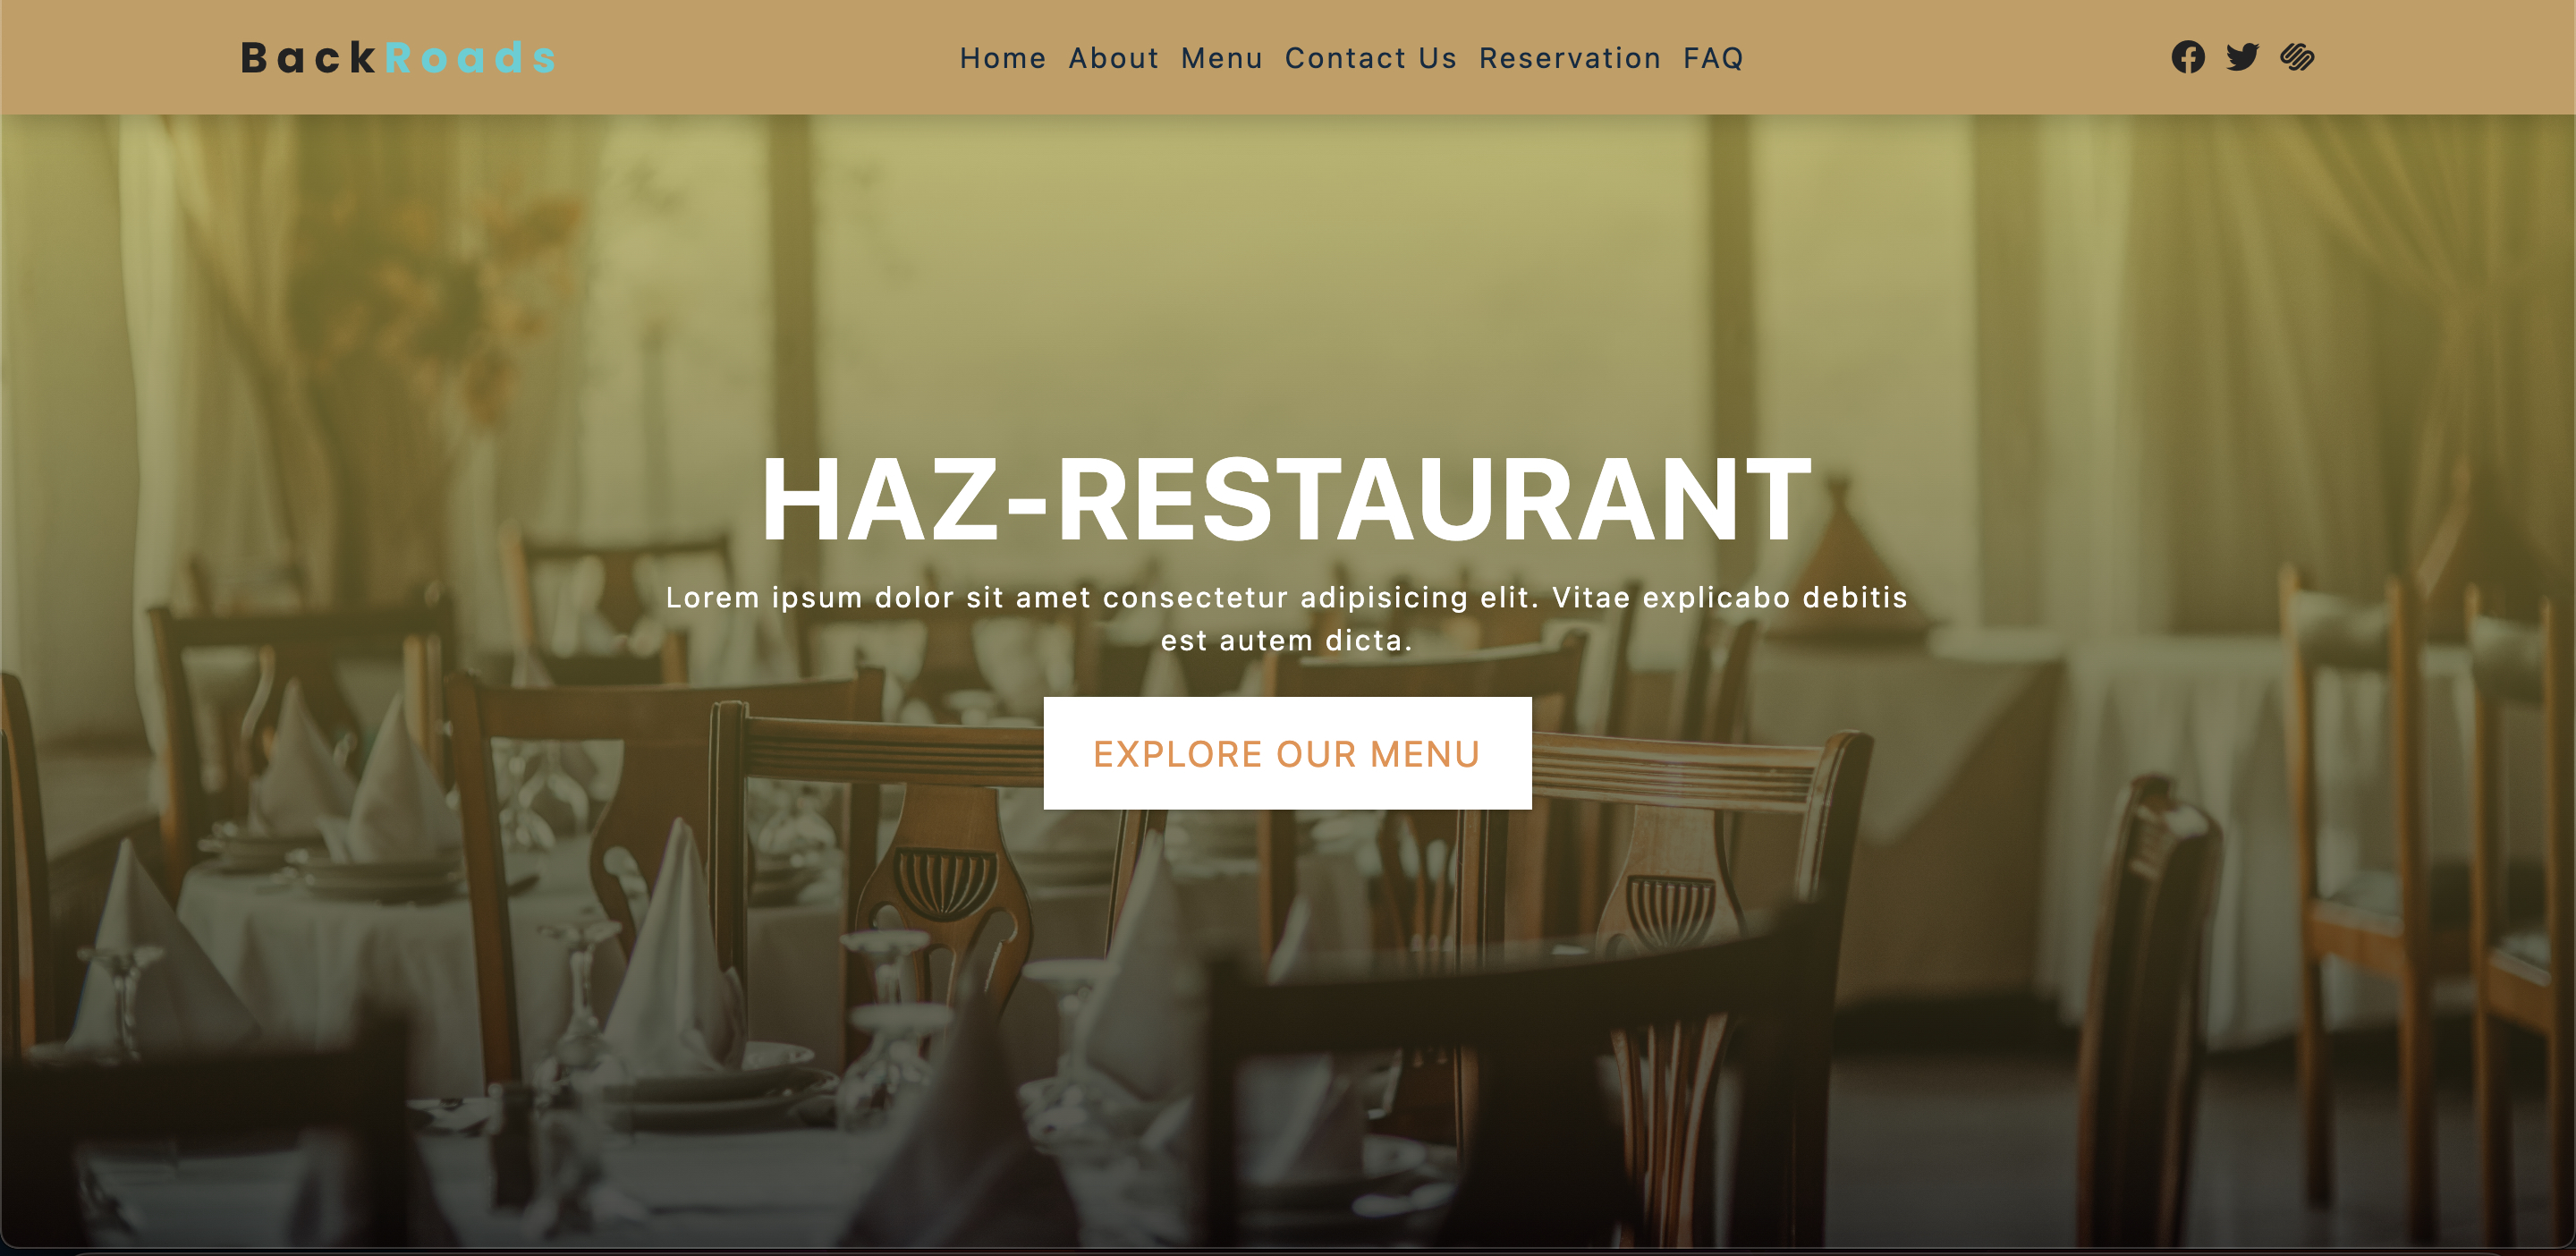 BackRoads
Home About Menu Contact Us Reservation FAQ
HAZ-RESTAURANT
Lorem ipsum dolor sit amet consectetur adipisicing elit. Vitae explicabo debitis
est autem dicta.
EXPLORE OUR MENU